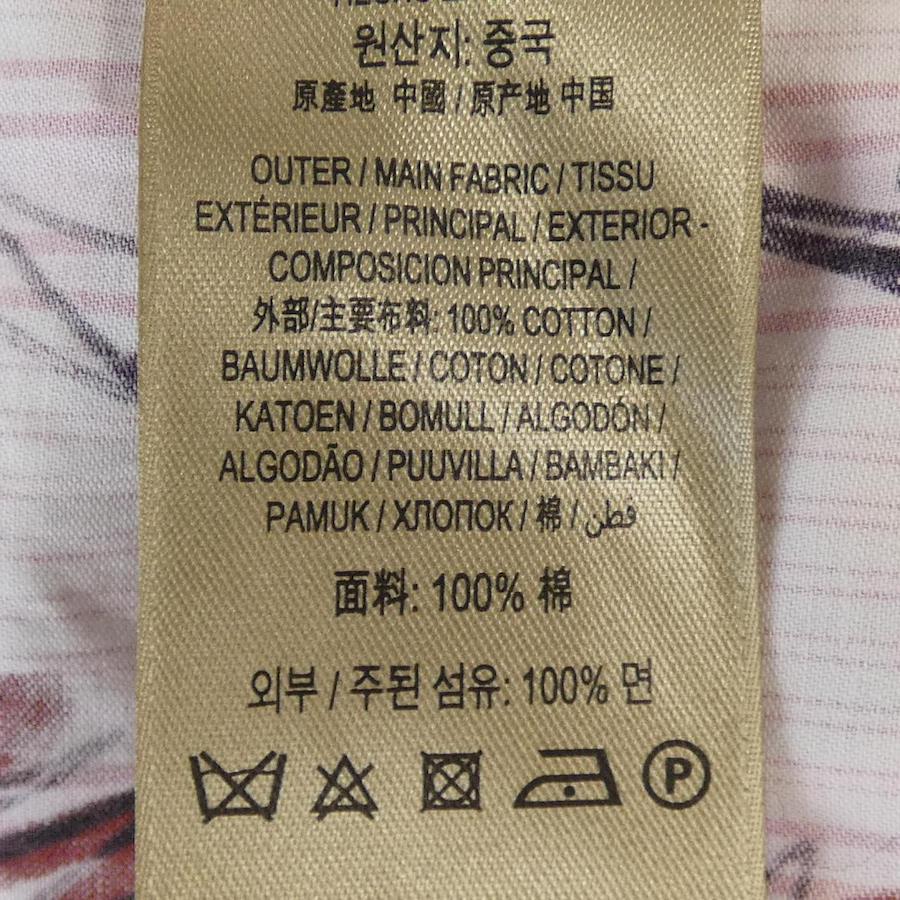 원산지: 중국
原產地 中國 / 原产地 中国
OUTER / MAIN FABRIC / TISSU
EXTÉRIEUR / PRINCIPAL / EXTERIOR -
COMPOSICION PRINCIPAL /
外部/主要布料: 100% COTTON /
BAUMWOLLE / COTON / COTONE /
KATOEN / BOMULL / ALGODÓN /
ALGODÃO / PUUVILLA / BAMBAKI /
PAMUK / ХЛОПОК / 棉 / قطن
面料: 100% 棉
외부 / 주된 섬유: 100% 면
P